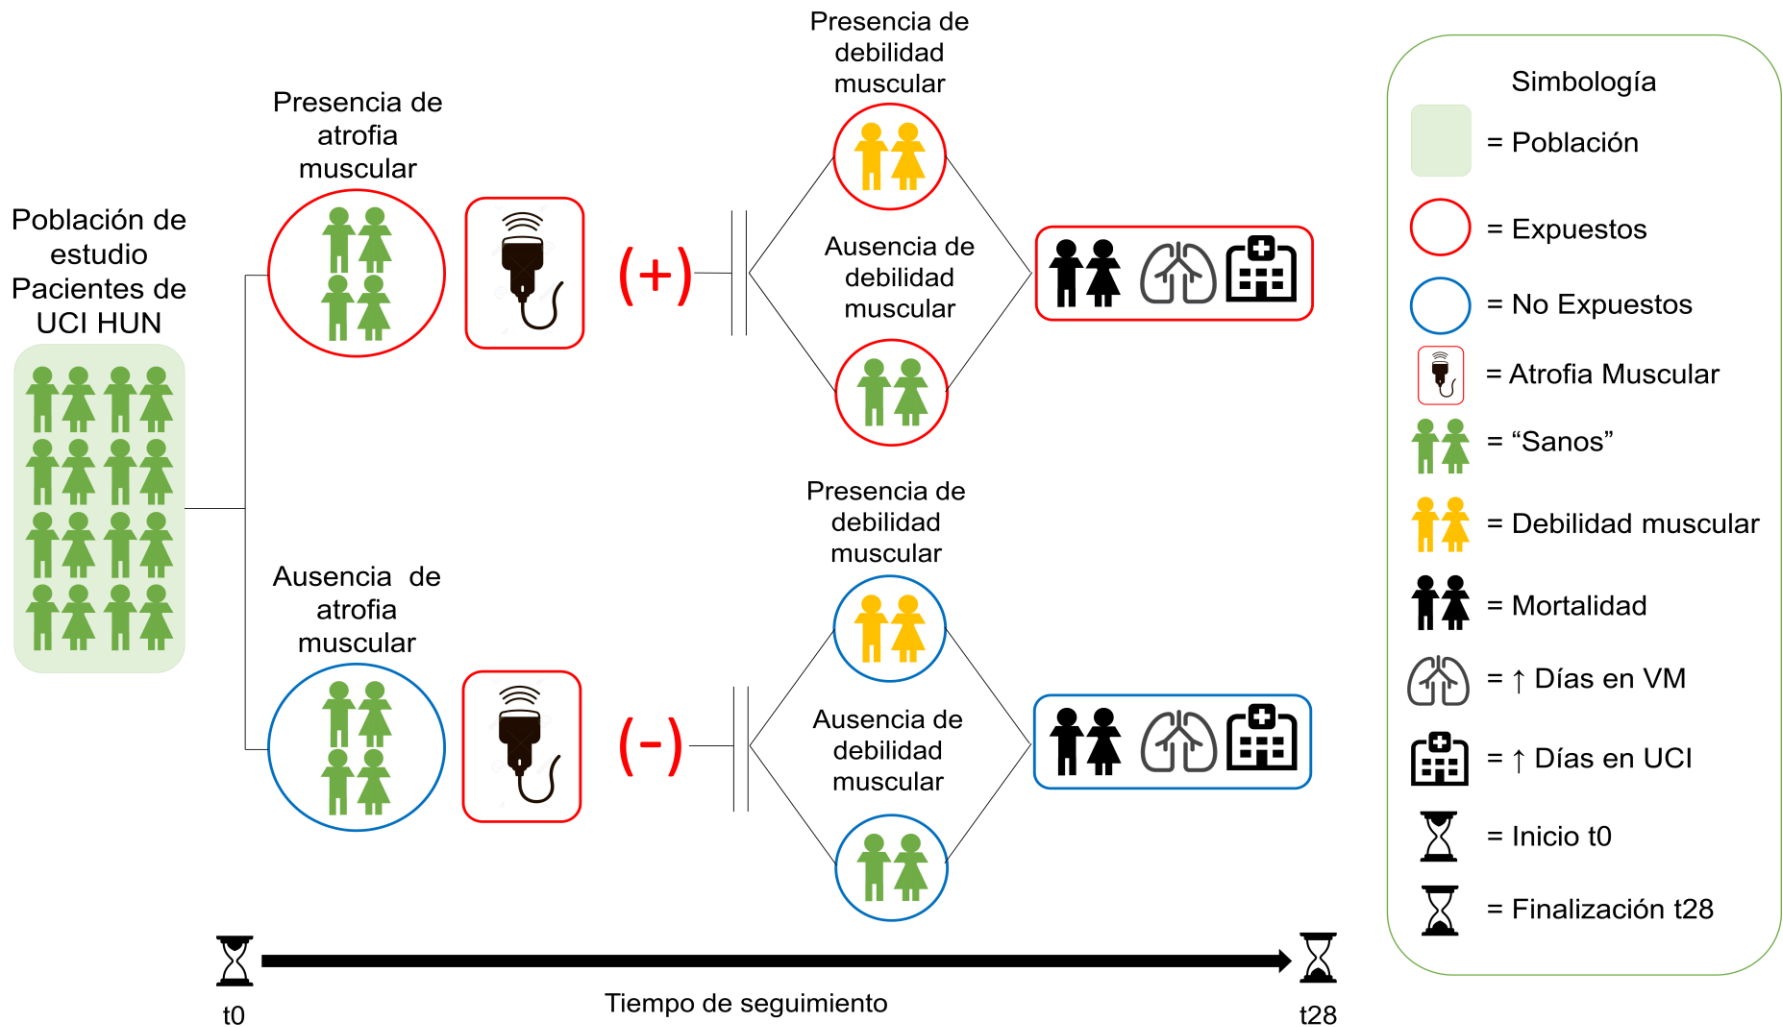 Población de
estudio
Pacientes de
UCI HUN
Presencia de
atrofia
muscular
(+)
Presencia de
debilidad
muscular
Ausencia de
debilidad
muscular
Ausencia de
atrofia
muscular
(-)
Presencia de
debilidad
muscular
Ausencia de
debilidad
muscular
t0
Tiempo de seguimiento
t28
Simbología
= Población
= Expuestos
= No Expuestos
= Atrofia Muscular
= “Sanos”
= Debilidad muscular
= Mortalidad
= ↑ Días en VM
= ↑ Días en UCI
= Inicio t0
= Finalización t28